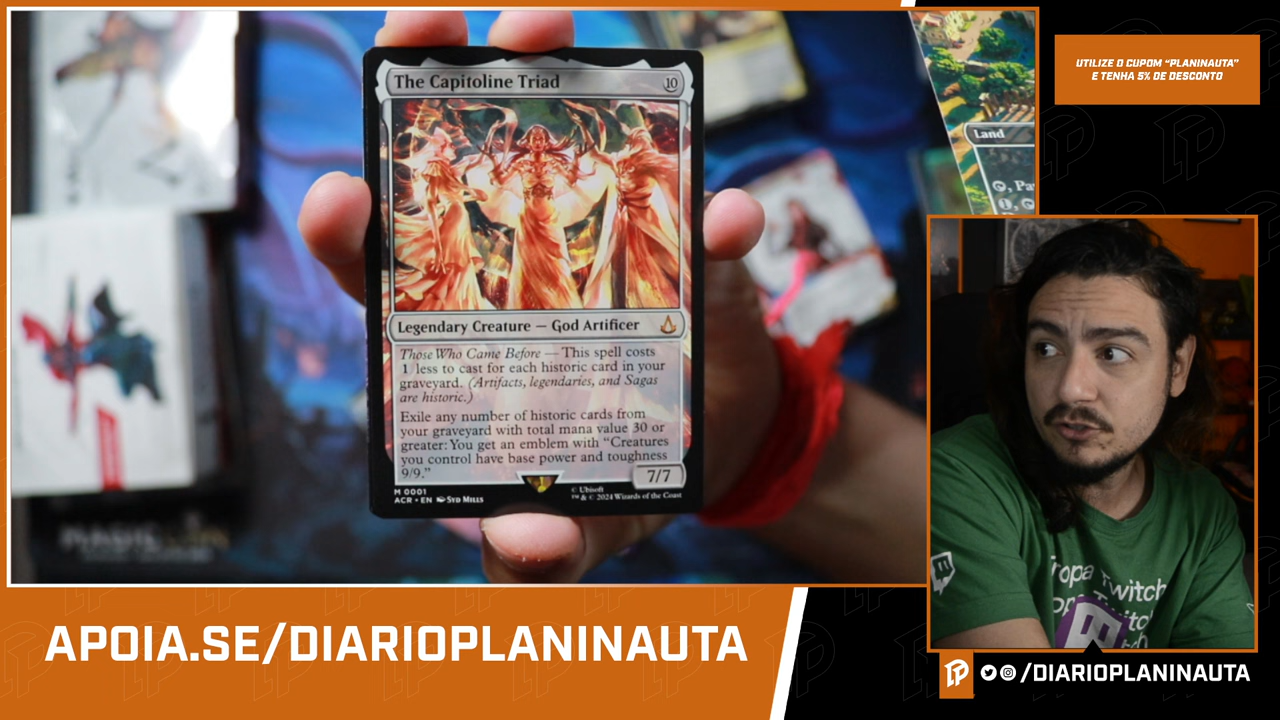 The Capitoline Triad 10
Legendary Creature — God Artificer
Those Who Came Before — This spell costs
1 less to cast for each historic card in your
graveyard. (Artifacts, legendaries, and Sagas
are historic.)
Exile any number of historic cards from
your graveyard with total mana value 30 or
greater: You get an emblem with “Creatures
you control have base power and toughness
9/9.”
7/7
M 0001
ACR • EN SYD MILLS
© Ubisoft
™ & © 2024 Wizards of the Coast
Land
UTILIZE O CUPOM “PLANINAUTA”
E TENHA 5% DE DESCONTO
Twitch
APOIA.SE/DIARIOPLANINAUTA
/DIARIOPLANINAUTA